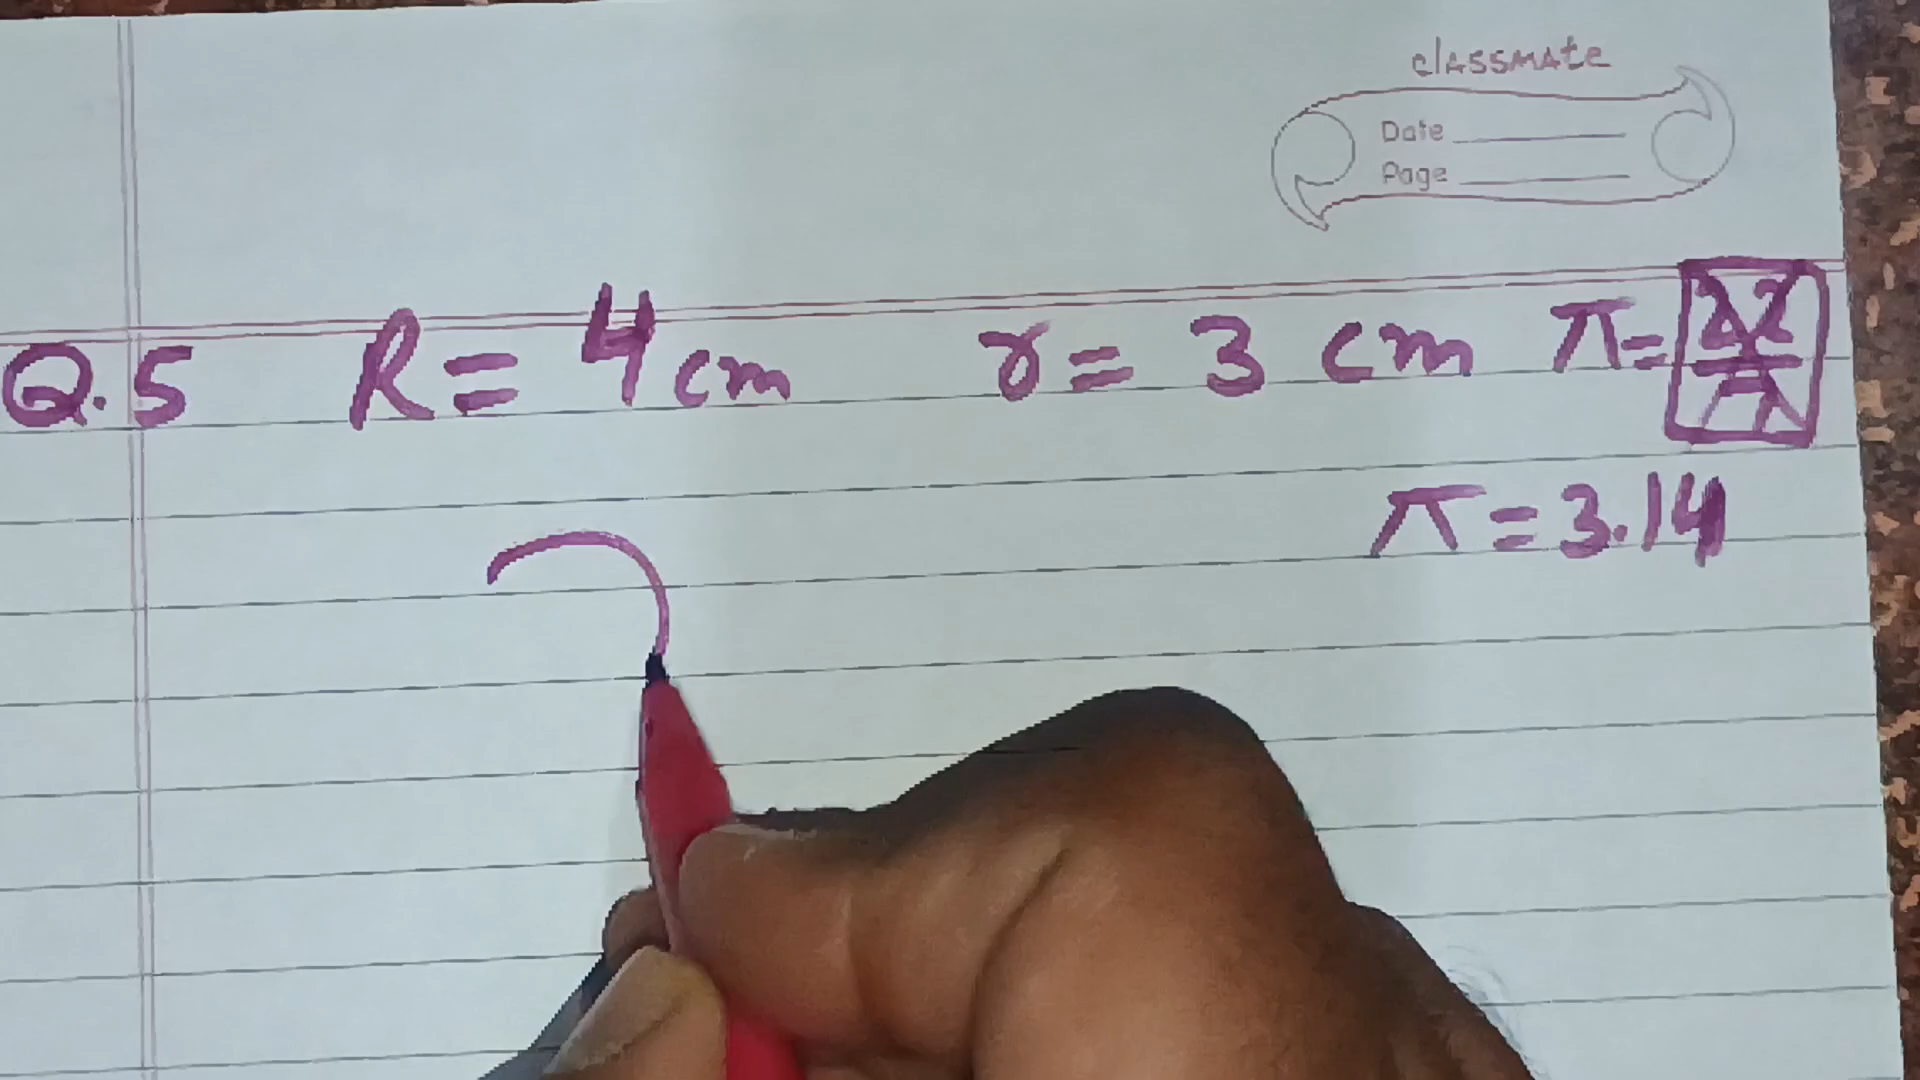 classmate
Date
Page
Q.5 R = 4 cm r = 3 cm π = 22/7
π = 3.14